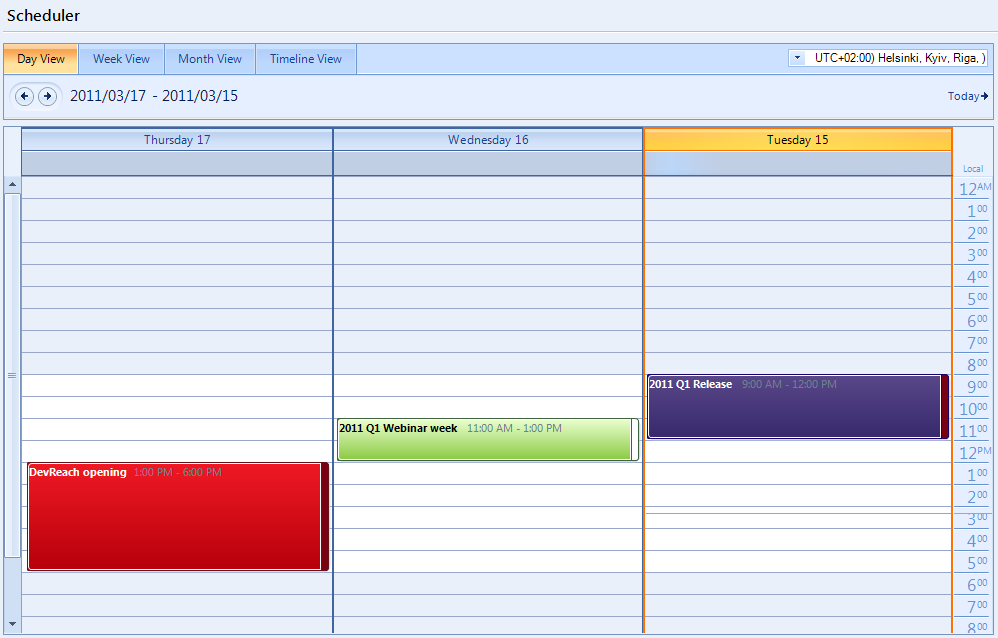 Scheduler
Day View Week View Month View Timeline View UTC+02:00) Helsinki, Kyiv, Riga, )
2011/03/17 - 2011/03/15 Today
Thursday 17 Wednesday 16 Tuesday 15
Local
12AM
1 00
2 00
3 00
4 00
5 00
6 00
7 00
8 00
2011 Q1 Release 9:00 AM - 12:00 PM 9 00
10 00
2011 Q1 Webinar week 11:00 AM - 1:00 PM 11 00
12PM
DevReach opening 1:00 PM - 6:00 PM 1 00
2 00
3 00
4 00
5 00
6 00
7 00
8 00